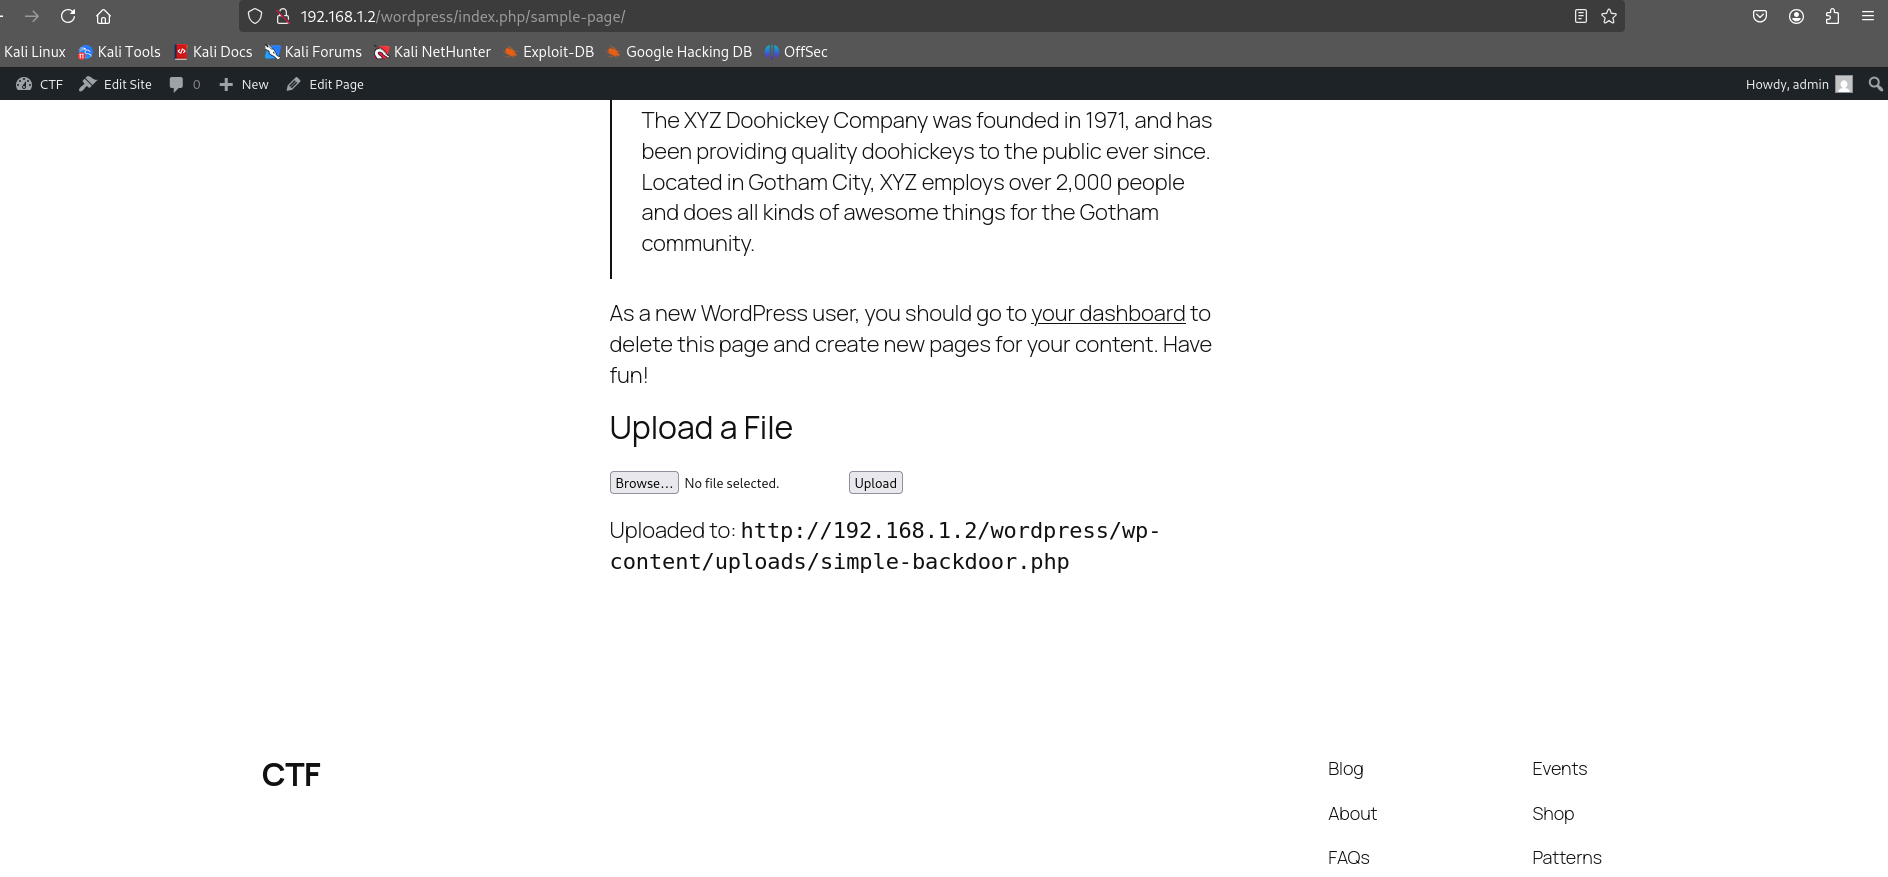 192.168.1.2/wordpress/index.php/sample-page/
Kali Linux Kali Tools Kali Docs Kali Forums Kali NetHunter Exploit-DB Google Hacking DB OffSec
CTF Edit Site 0 New Edit Page Howdy, admin
The XYZ Doohickey Company was founded in 1971, and has
been providing quality doohickeys to the public ever since.
Located in Gotham City, XYZ employs over 2,000 people
and does all kinds of awesome things for the Gotham
community.
As a new WordPress user, you should go to your dashboard to
delete this page and create new pages for your content. Have
fun!
Upload a File
Browse... No file selected. Upload
Uploaded to: http://192.168.1.2/wordpress/wp-
content/uploads/simple-backdoor.php
CTF
Blog Events
About Shop
FAQs Patterns